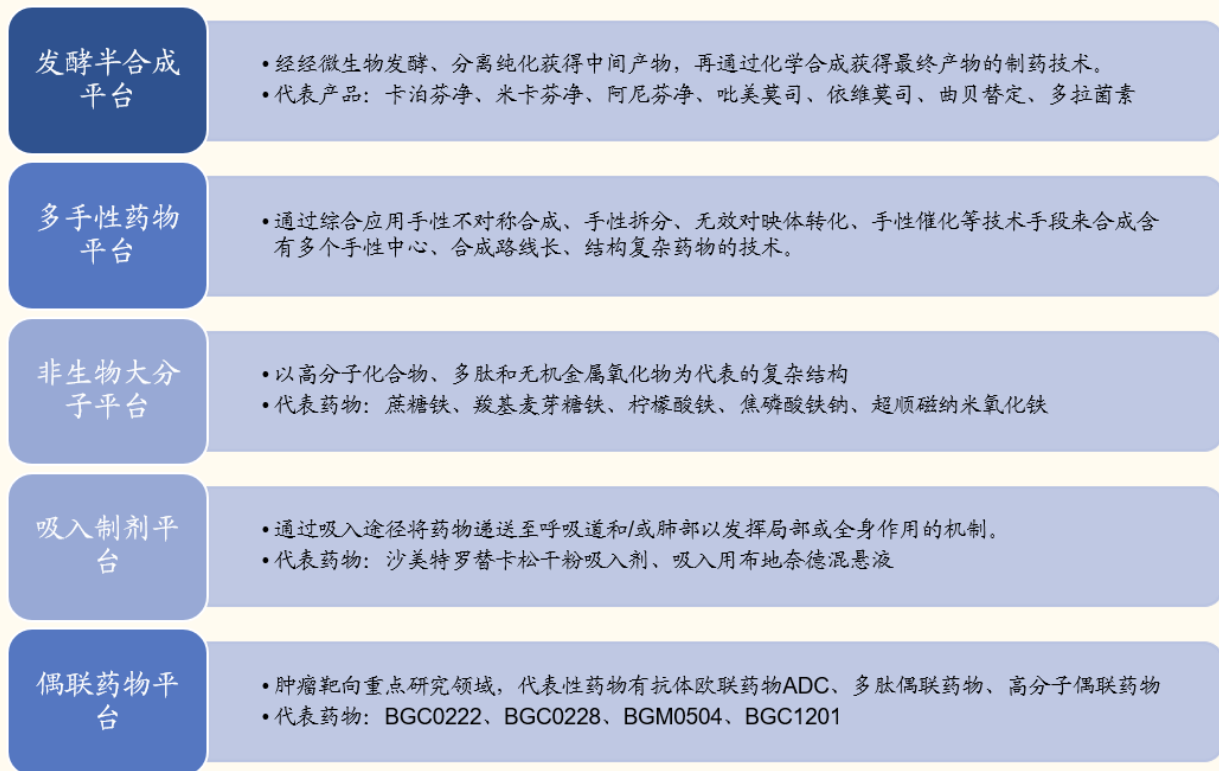 发酵半合成
平台
• 经经微生物发酵、分离纯化获得中间产物，再通过化学合成获得最终产物的制药技术。
• 代表产品：卡泊芬净、米卡芬净、阿尼芬净、吡美莫司、依维莫司、曲贝替定、多拉菌素
多手性药物
平台
• 通过综合应用手性不对称合成、手性拆分、无效对映体转化、手性催化等技术手段来合成含
有多个手性中心、合成路线长、结构复杂药物的技术。
非生物大分
子平台
• 以高分子化合物、多肽和无机金属氧化物为代表的复杂结构
• 代表药物：蔗糖铁、羧基麦芽糖铁、柠檬酸铁、焦磷酸铁钠、超顺磁纳米氧化铁
吸入制剂平
台
• 通过吸入途径将药物递送至呼吸道和/或肺部以发挥局部或全身作用的机制。
• 代表药物：沙美特罗替卡松干粉吸入剂、吸入用布地奈德混悬液
偶联药物平
台
• 肿瘤靶向重点研究领域，代表性药物有抗体欧联药物ADC、多肽偶联药物、高分子偶联药物
• 代表药物：BGC0222、BGC0228、BGM0504、BGC1201